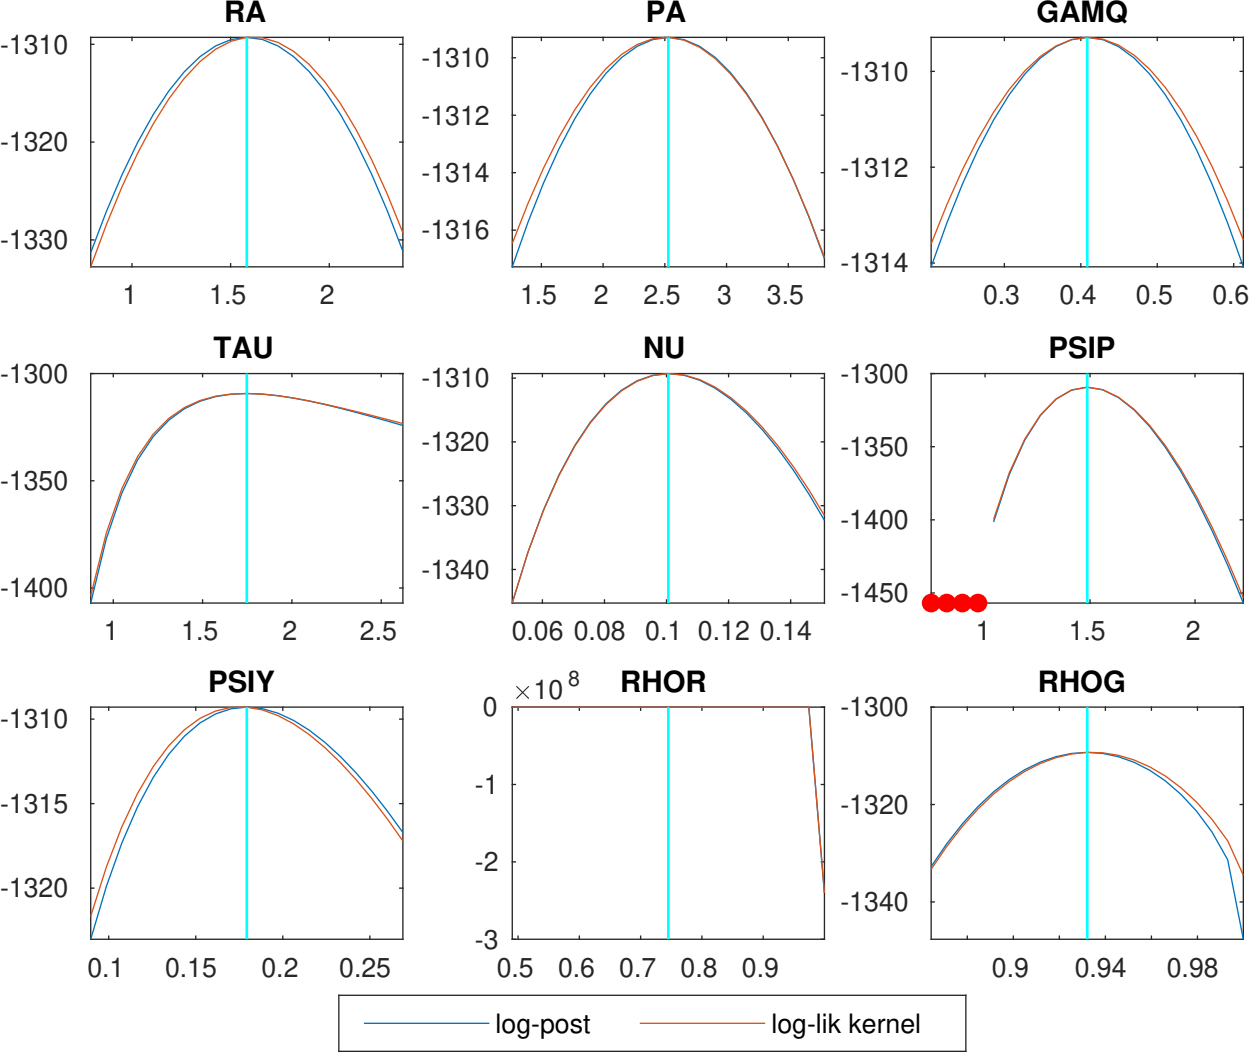 RA PA GAMQ
-1310 -1310 -1310
-1320 -1312 -1312
-1314
-1330 -1316 -1314
1 1.5 2 1.5 2 2.5 3 3.5 0.3 0.4 0.5 0.6
TAU NU PSIP
-1300 -1310 -1300
-1320 -1350
-1350 -1330 -1400
-1400 -1340 -1450
1 1.5 2 2.5 0.06 0.08 0.1 0.12 0.14 1 1.5 2
PSIY ×10 8 RHOR RHOG
-1310 0 -1300
-1315 -1 -1320
-1320 -2 -1340
-3
0.1 0.15 0.2 0.25 0.5 0.6 0.7 0.8 0.9 0.9 0.94 0.98
log-post log-lik kernel